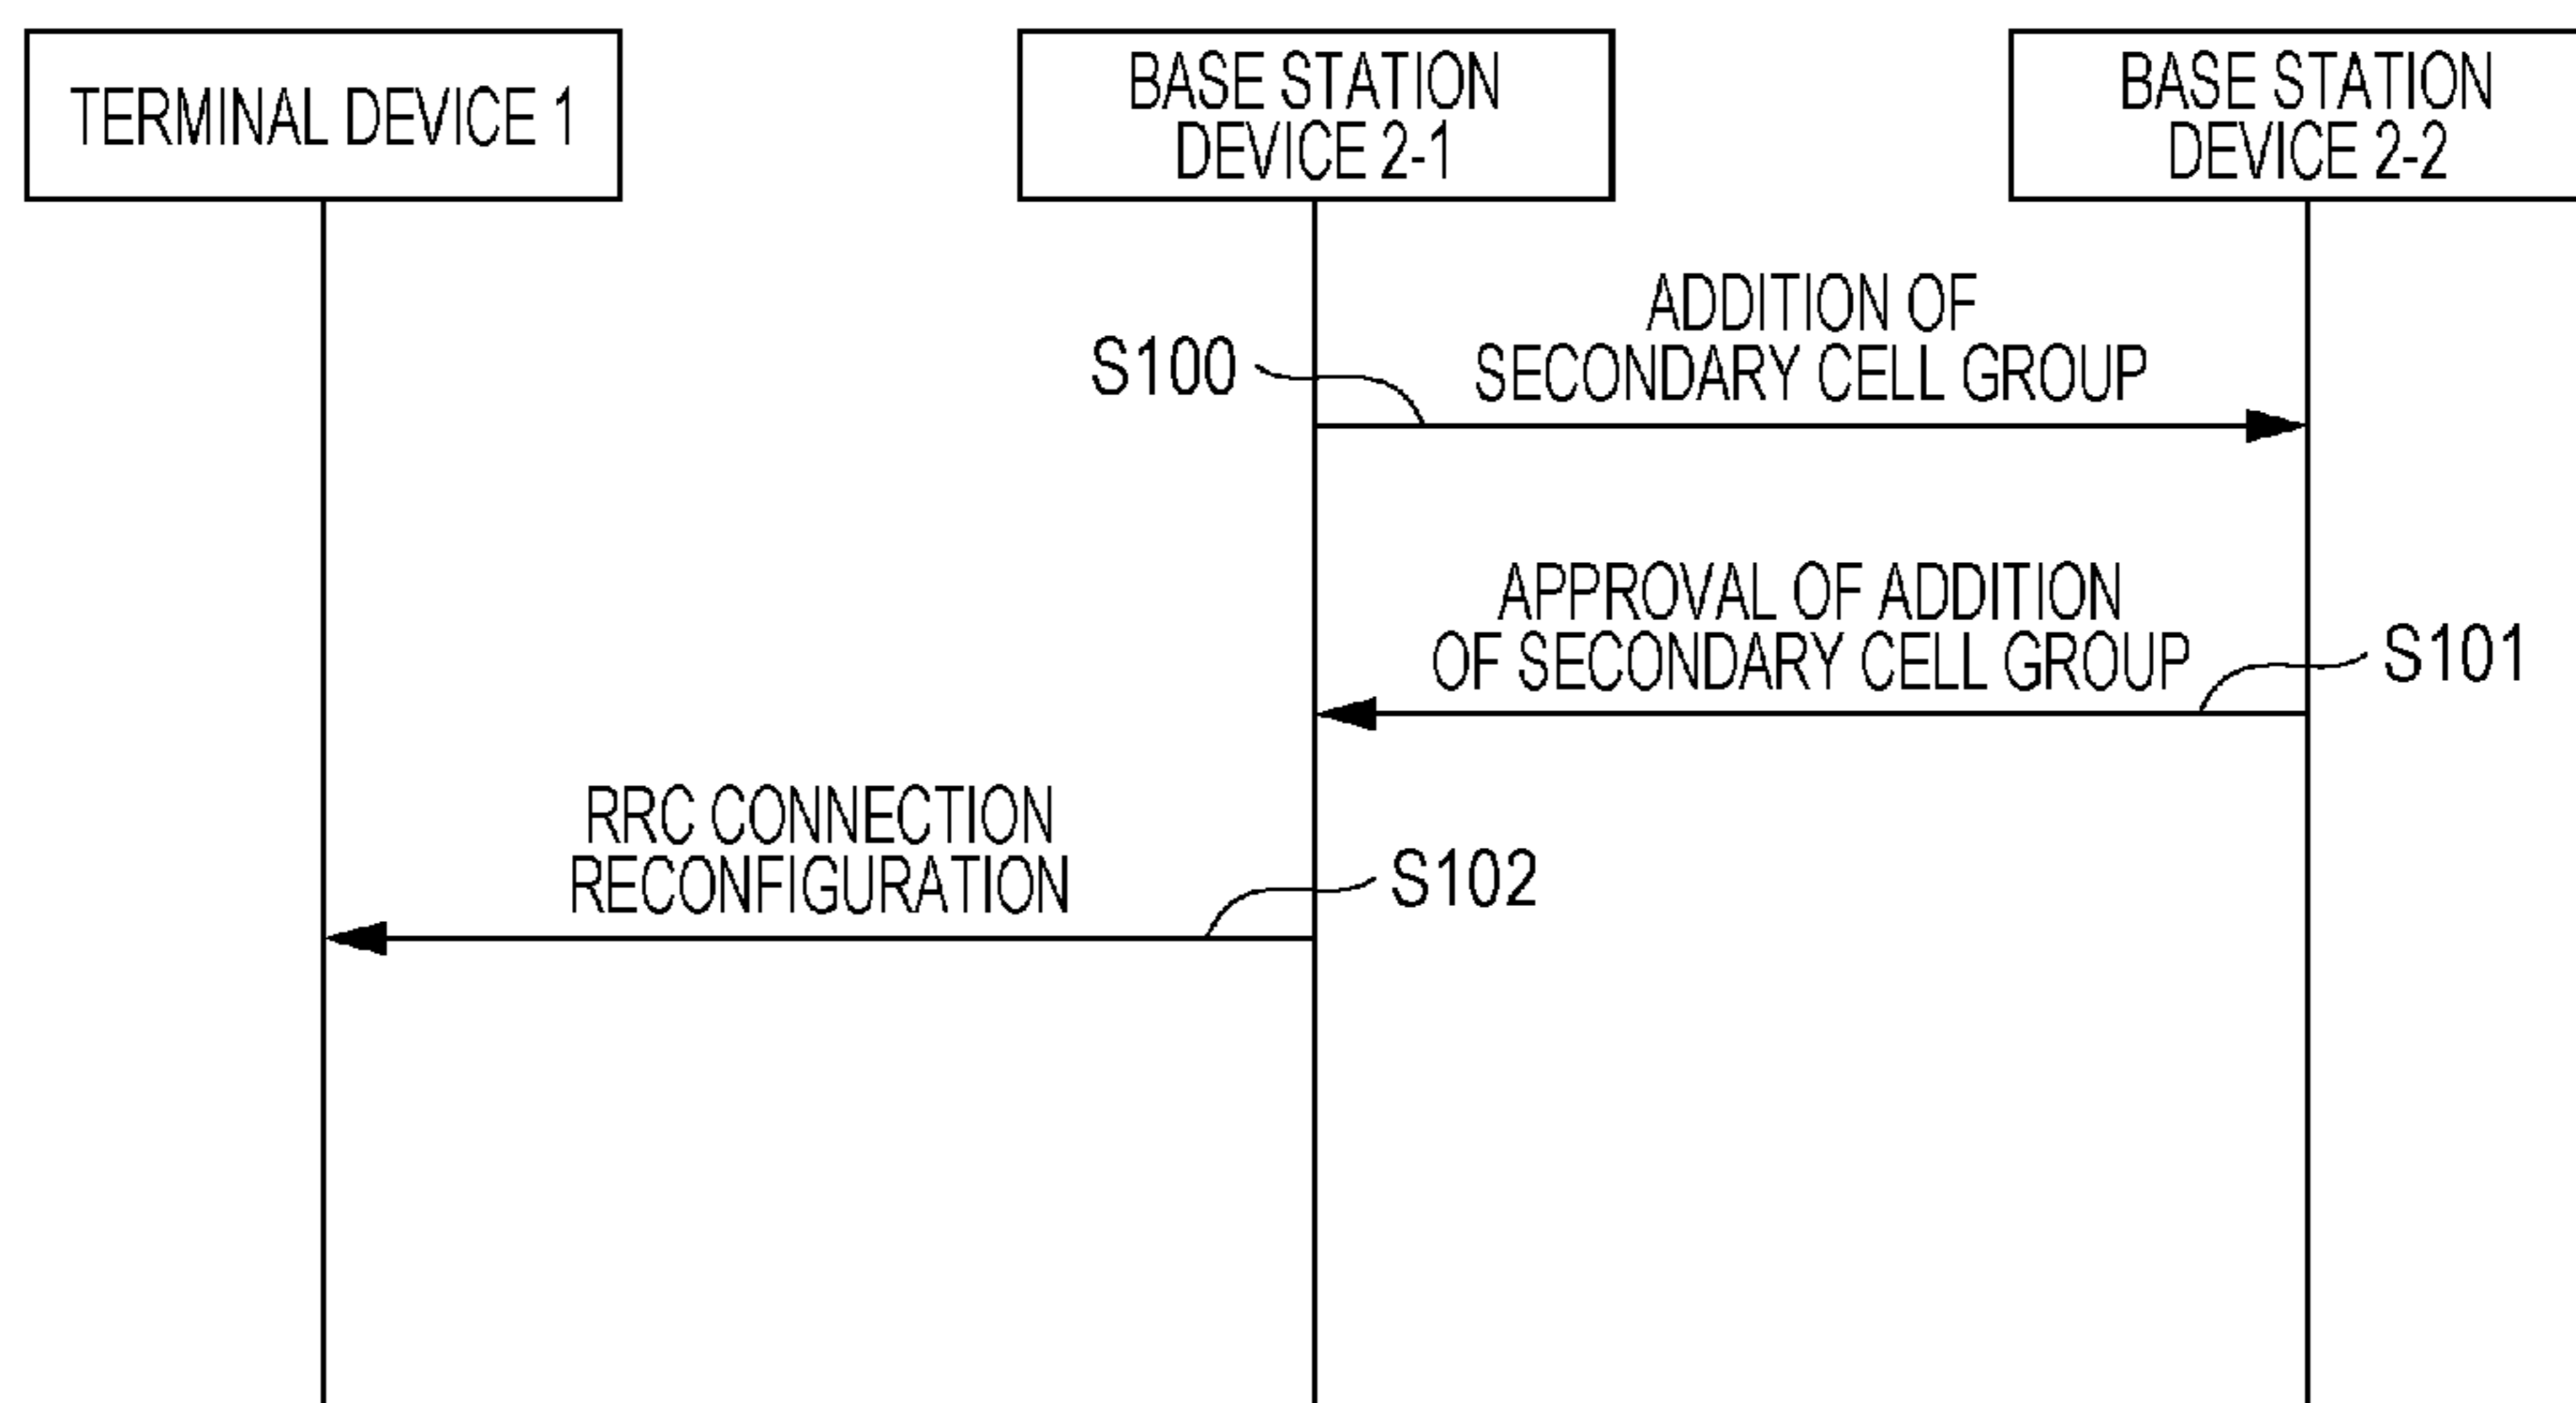 TERMINAL DEVICE 1
BASE STATION
DEVICE 2-1
BASE STATION
DEVICE 2-2
ADDITION OF
SECONDARY CELL GROUP
S100
APPROVAL OF ADDITION
OF SECONDARY CELL GROUP
S101
RRC CONNECTION
RECONFIGURATION
S102